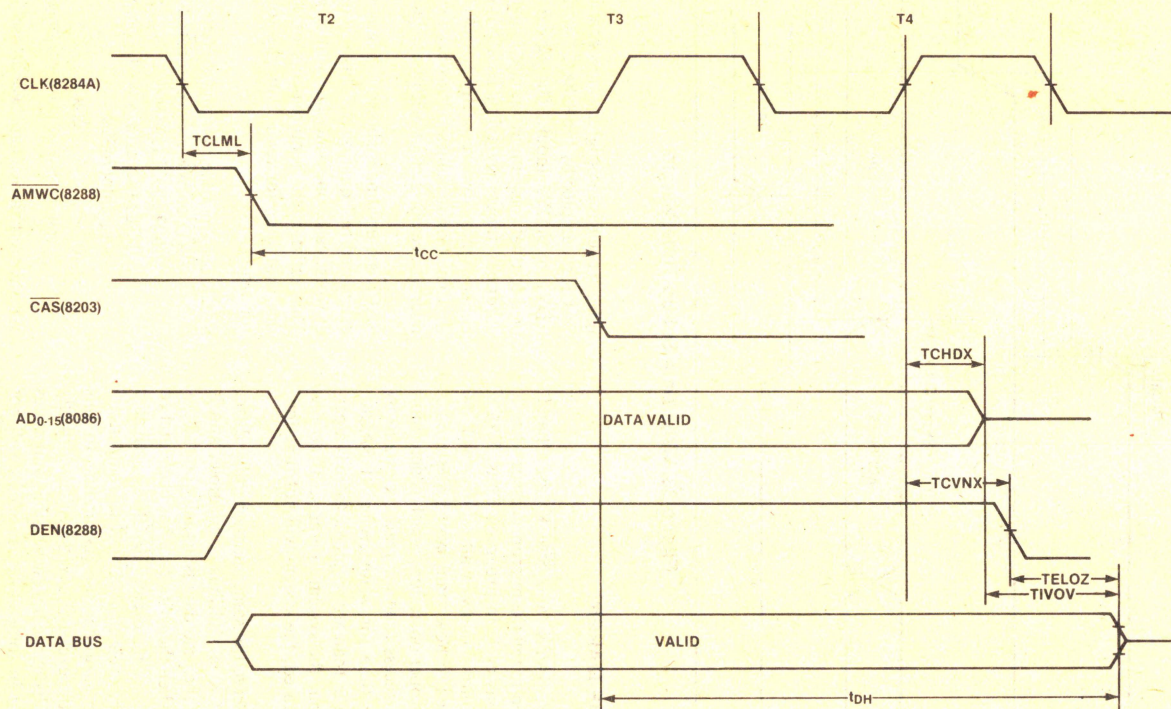 T2 T3 T4
CLK(8284A)
TCLML
AMWC(8288)
tCC
CAS(8203)
TCHDX
AD0-15(8086)
DATA VALID
TCVNX
DEN(8288)
TELOZ
TIVOV
DATA BUS
VALID
tDH